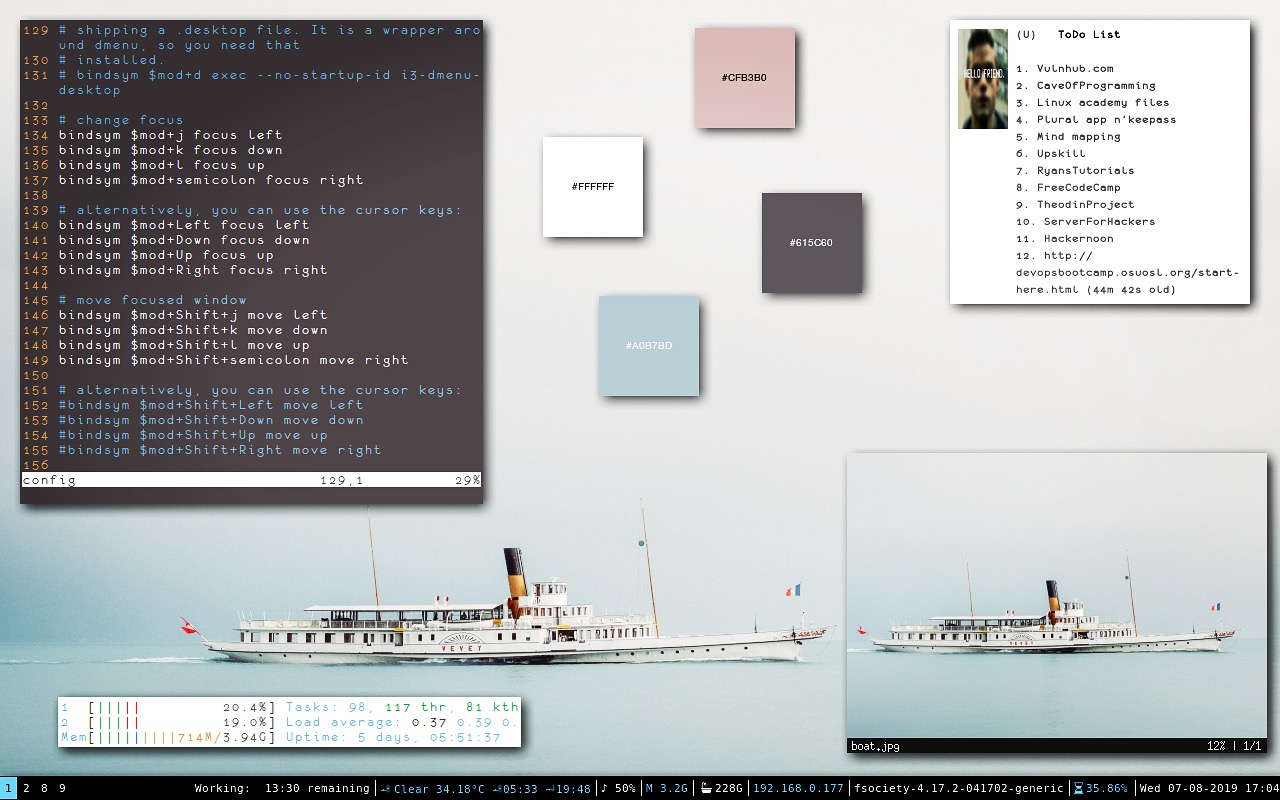 129 # shipping a .desktop file. It is a wrapper aro
und dmenu, so you need that
130 # installed.
131 # bindsym $mod+d exec --no-startup-id i3-dmenu-
desktop
132
133 # change focus
134 bindsym $mod+j focus left
135 bindsym $mod+k focus down
136 bindsym $mod+l focus up
137 bindsym $mod+semicolon focus right
138
139 # alternatively, you can use the cursor keys:
140 bindsym $mod+Left focus left
141 bindsym $mod+Down focus down
142 bindsym $mod+Up focus up
143 bindsym $mod+Right focus right
144
145 # move focused window
146 bindsym $mod+Shift+j move left
147 bindsym $mod+Shift+k move down
148 bindsym $mod+Shift+l move up
149 bindsym $mod+Shift+semicolon move right
150
151 # alternatively, you can use the cursor keys:
152 #bindsym $mod+Shift+Left move left
153 #bindsym $mod+Shift+Down move down
154 #bindsym $mod+Shift+Up move up
155 #bindsym $mod+Shift+Right move right
156
config 129,1 29%
#CFB3B0
#FFFFFF
#615C60
#A0B7BD
HELLO FRIEND.
(U) ToDo List
1. Vulnhub.com
2. CaveOfProgramming
3. Linux academy files
4. Plural app n'keepass
5. Mind mapping
6. Upskill
7. RyansTutorials
8. FreeCodeCamp
9. TheodinProject
10. ServerForHackers
11. Hackernoon
12. http://
devopsbootcamp.osuosl.org/start-
here.html (44m 42s old)
VEVEY
VEVEY
boat.jpg 12% | 1/1
1 [||||| 20.4%] Tasks: 98, 117 thr, 81 kth
2 [||||| 19.0%] Load average: 0.37 0.39 0.
Mem[||||||||||714M/3.94G] Uptime: 5 days, 05:51:37
1 2 8 9 Working: 13:30 remaining Clear 34.18°C 05:33 19:48 50% M 3.2G 228G 192.168.0.177 fsociety-4.17.2-041702-generic 35.86% Wed 07-08-2019 17:04